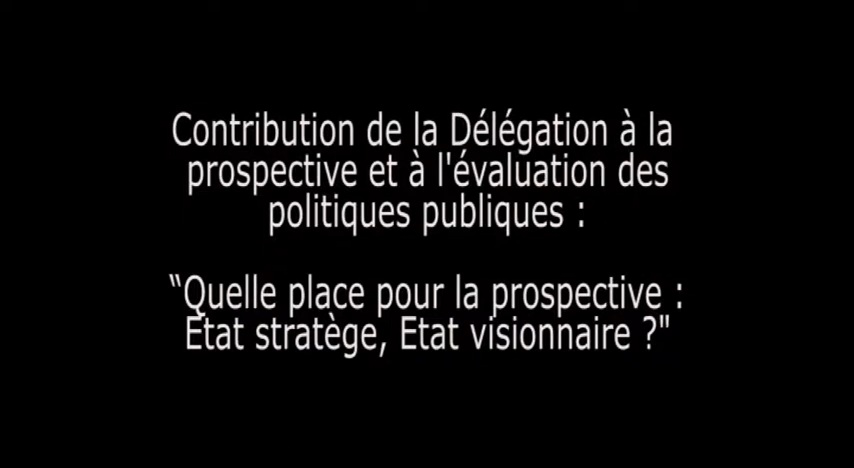 Contribution de la Délégation à la
prospective et à l'évaluation des
politiques publiques :
“Quelle place pour la prospective :
Etat stratège, Etat visionnaire ?"